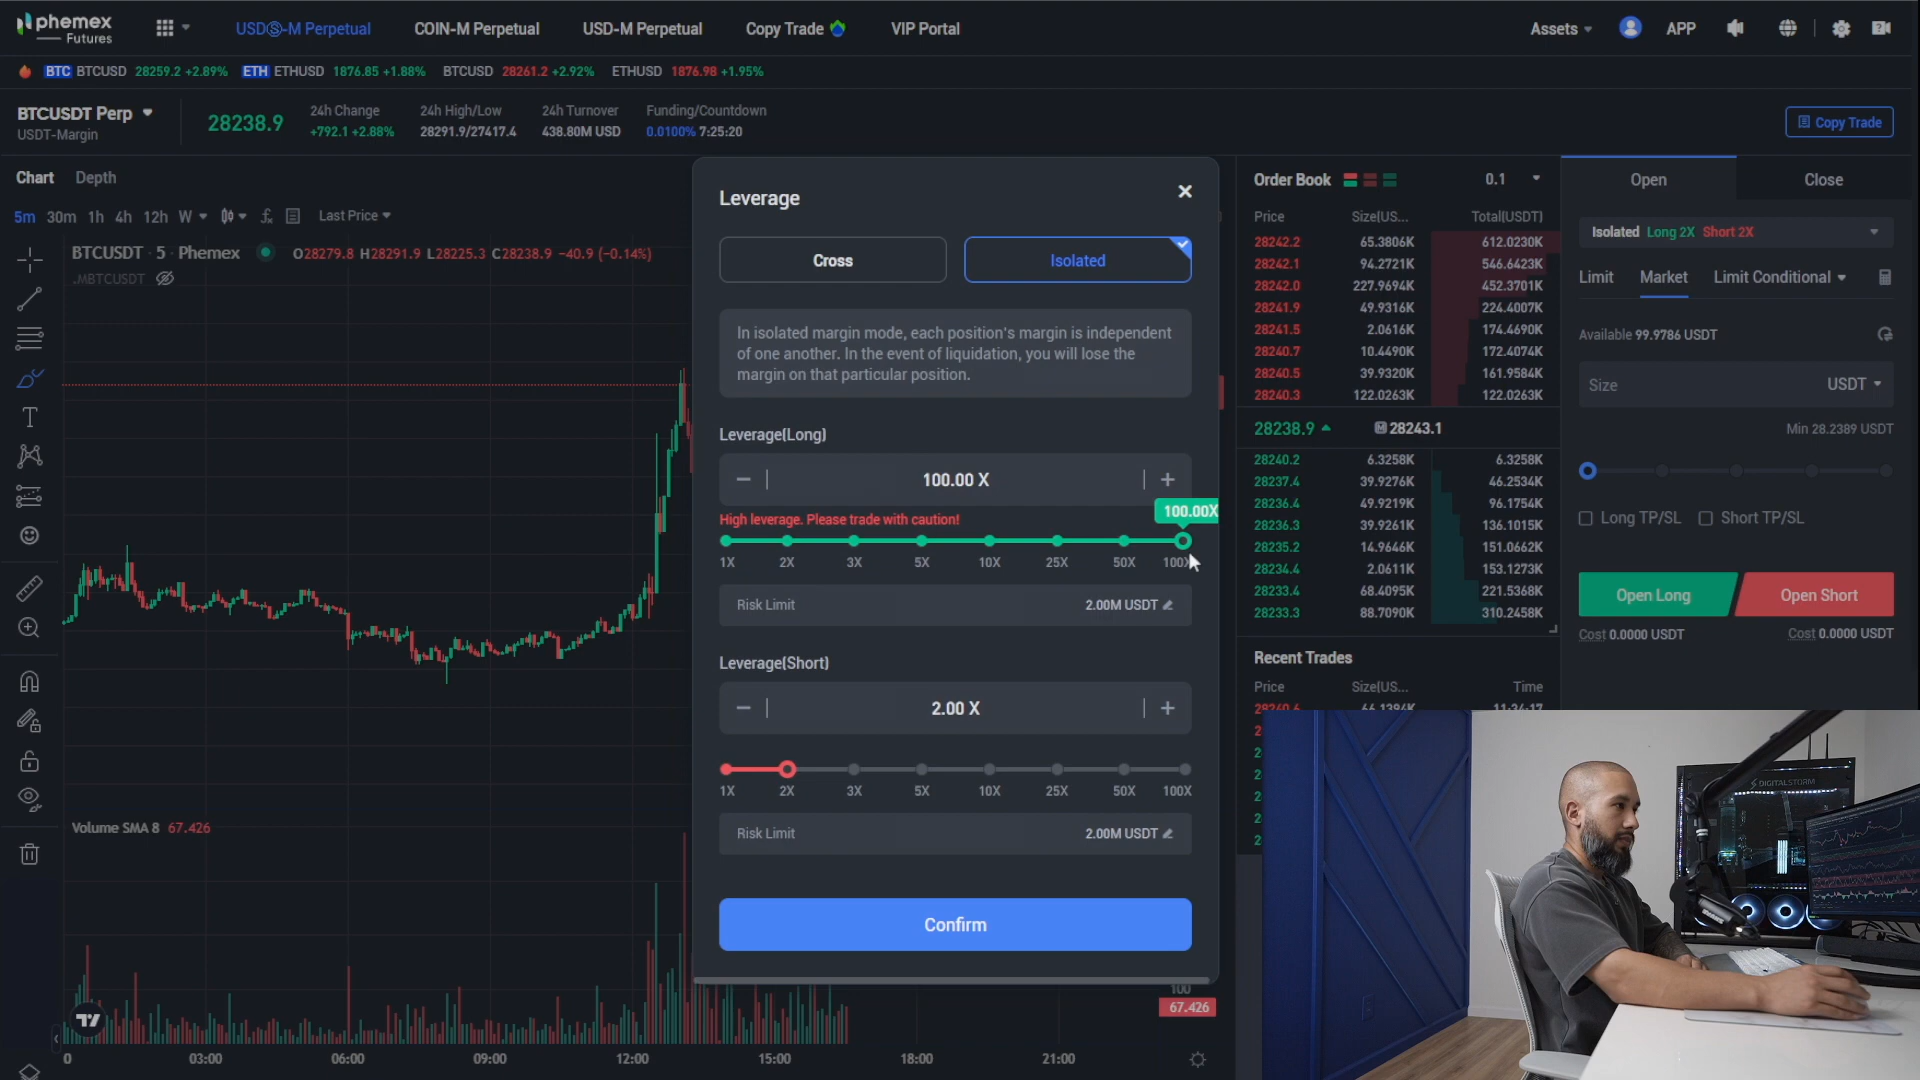 phemex
Futures
USDⓈ-M Perpetual
COIN-M Perpetual
USD-M Perpetual
Copy Trade
VIP Portal
Assets
APP
BTC BTCUSD 28259.2 +2.89%
ETH ETHUSD 1876.85 +1.88%
BTCUSD 28261.2 +2.92%
ETHUSD 1876.98 +1.95%
BTCUSDT Perp
USDT-Margin
28238.9
24h Change
+792.1 +2.88%
24h High/Low
28291.9/27417.4
24h Turnover
438.80M USD
Funding/Countdown
0.0100% 7:25:20
Copy Trade
Chart
Depth
5m 30m 1h 4h 12h W
Last Price
BTCUSDT · 5 · Phemex
O28279.8 H28291.9 L28225.3 C28238.9 -40.9 (-0.14%)
.MBTCUSDT
Volume SMA 8 67.426
100
67.426
0 03:00 06:00 09:00 12:00 15:00 18:00 21:00
Leverage
Cross
Isolated
In isolated margin mode, each position's margin is independent
of one another. In the event of liquidation, you will lose the
margin on that particular position.
Leverage(Long)
100.00 X
100.00X
High leverage. Please trade with caution!
1X 2X 3X 5X 10X 25X 50X 100X
Risk Limit 2.00M USDT
Leverage(Short)
2.00 X
1X 2X 3X 5X 10X 25X 50X 100X
Risk Limit 2.00M USDT
Confirm
Order Book
0.1
Price Size(US... Total(USDT)
28242.2 65.3806K 612.0230K
28242.1 94.2721K 546.6423K
28242.0 227.9694K 452.3701K
28241.9 49.9316K 224.4007K
28241.5 2.0616K 174.4690K
28240.7 10.4490K 172.4074K
28240.5 39.9320K 161.9584K
28240.3 122.0263K 122.0263K
28238.9 M 28243.1
28240.2 6.3258K 6.3258K
28237.4 39.9276K 46.2534K
28236.4 49.9219K 96.1754K
28236.3 39.9261K 136.1015K
28235.2 14.9646K 151.0662K
28234.4 2.0611K 153.1273K
28233.4 68.4095K 221.5368K
28233.3 88.7090K 310.2458K
Recent Trades
Price Size(US... Time
28240.6 66.1394K 11:34:17
Open
Close
Isolated Long 2X Short 2X
Limit
Market
Limit Conditional
Available 99.9786 USDT
Size
USDT
Min 28.2389 USDT
Long TP/SL
Short TP/SL
Open Long
Open Short
Cost 0.0000 USDT
Cost 0.0000 USDT
DIGITALSTORM